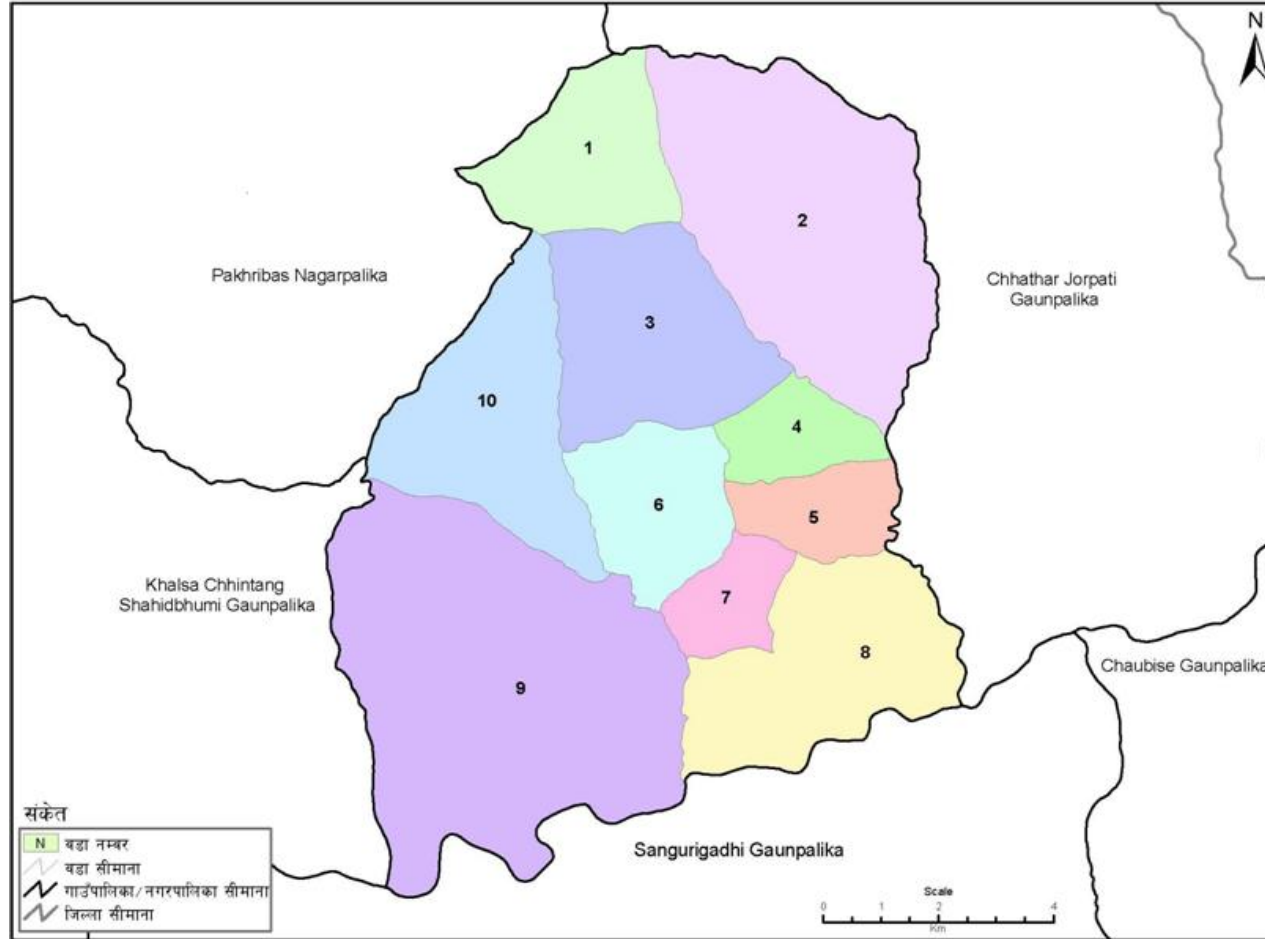 N
1
2
Pakhribas Nagarpalika
Chhathar Jorpati
Gaunpalika
3
10
4
6
5
Khalsa Chhintang
Shahidbhumi Gaunpalika
7
8
Chaubise Gaunpalika
9
संकेत
N वडा नम्बर
वडा सीमाना
गाउँपालिका/नगरपालिका सीमाना
जिल्ला सीमाना
Sangurigadhi Gaunpalika
Scale
0 1 2 4
Km